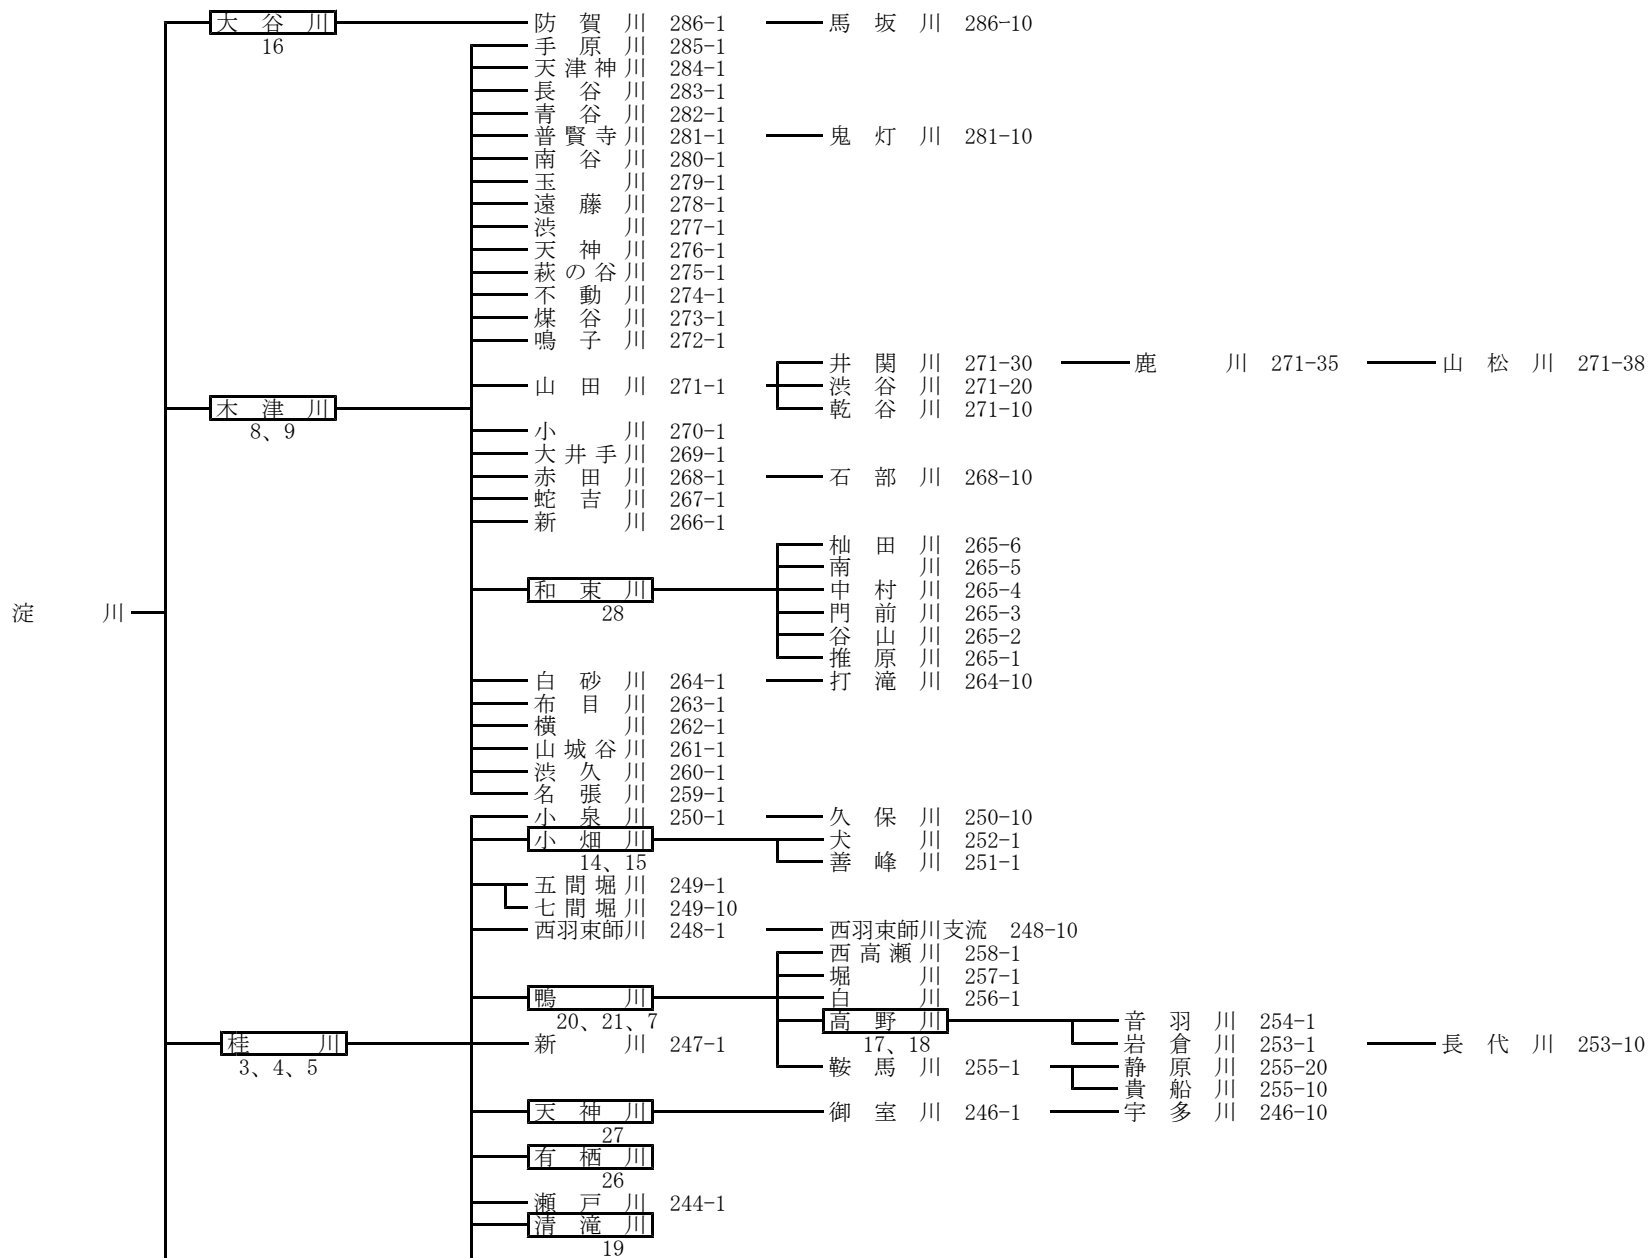 大谷川 防賀川 286-1 馬坂川 286-10
16 手原川 285-1
天津神川 284-1
長谷川 283-1
青谷川 282-1
普賢寺川 281-1 鬼灯川 281-10
南谷川 280-1
玉川 279-1
遠藤川 278-1
渋川 277-1
天神川 276-1
萩の谷川 275-1
不動川 274-1
煤谷川 273-1
鳴子川 272-1
井関川 271-30 鹿川 271-35 山松川 271-38
山田川 271-1 渋谷川 271-20
木津川 乾谷川 271-10
8、9 小川 270-1
大井手川 269-1
赤田川 268-1 石部川 268-10
蛇吉川 267-1
新川 266-1
杣田川 265-6
南川 265-5
和束川 中村川 265-4
淀川 28 門前川 265-3
谷山川 265-2
推原川 265-1
白砂川 264-1 打滝川 264-10
布目川 263-1
横川 262-1
山城谷川 261-1
渋久川 260-1
名張川 259-1
小泉川 250-1 久保川 250-10
小畑川 犬川 252-1
14、15 善峰川 251-1
五間堀川 249-1
七間堀川 249-10
西羽束師川 248-1 西羽束師川支流 248-10
西高瀬川 258-1
堀川 257-1
鴨川 白川 256-1
20、21、7 高野川 音羽川 254-1
桂川 新川 247-1 17、18 岩倉川 253-1 長代川 253-10
3、4、5 鞍馬川 255-1 静原川 255-20
貴船川 255-10
天神川 御室川 246-1 宇多川 246-10
27
有栖川
26
瀬戸川 244-1
清滝川
19